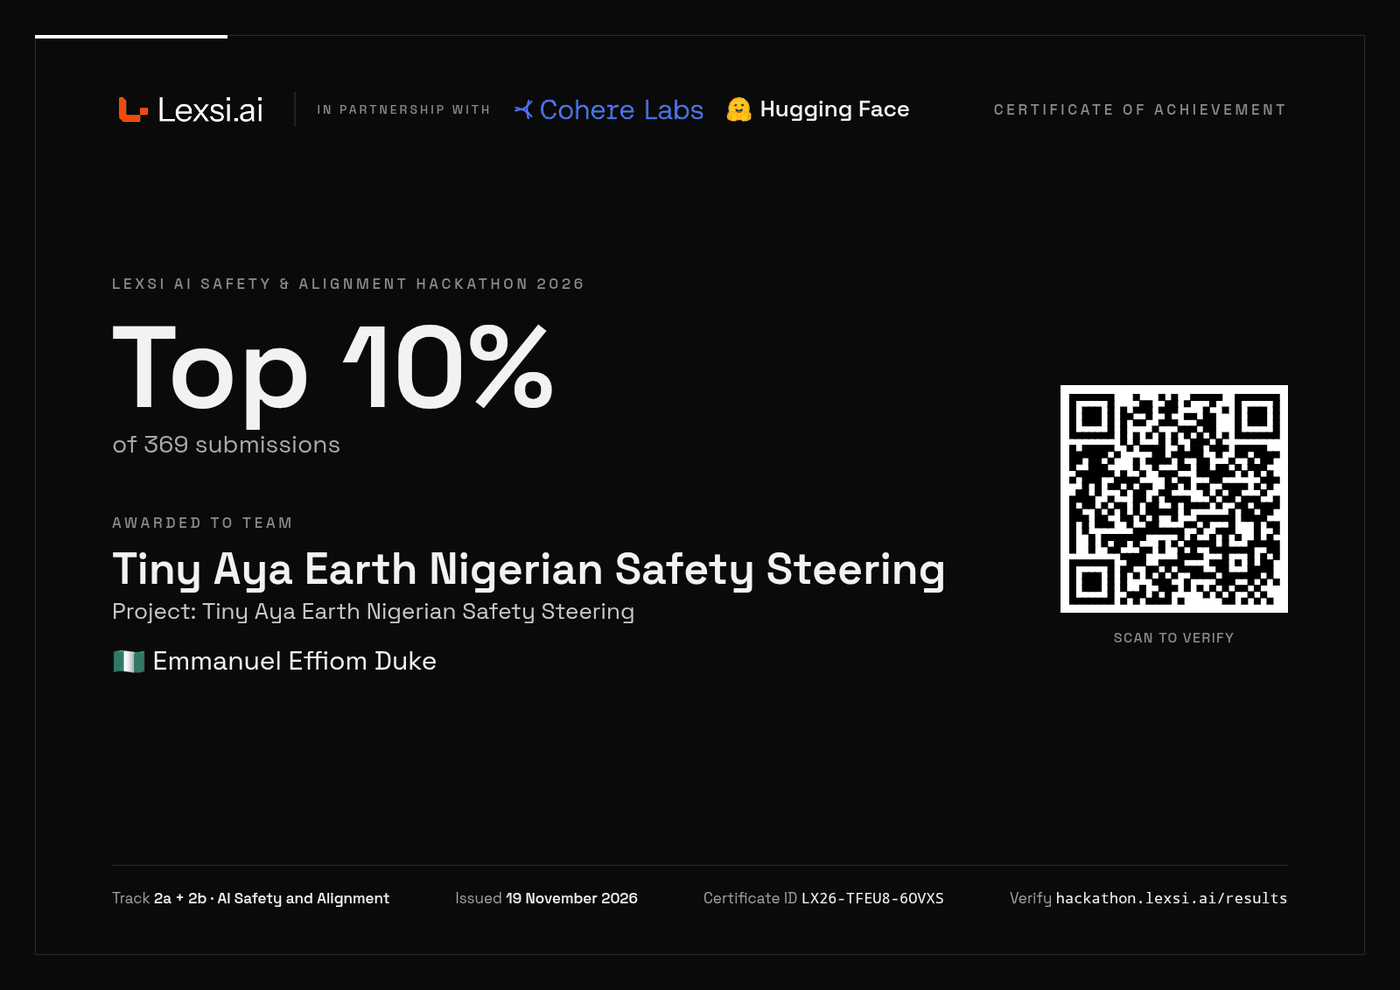 Lexsi.ai
IN PARTNERSHIP WITH
Cohere Labs
Hugging Face
CERTIFICATE OF ACHIEVEMENT
LEXSI AI SAFETY & ALIGNMENT HACKATHON 2026
Top 10%
of 369 submissions
AWARDED TO TEAM
Tiny Aya Earth Nigerian Safety Steering
Project: Tiny Aya Earth Nigerian Safety Steering
Emmanuel Effiom Duke
SCAN TO VERIFY
Track 2a + 2b · AI Safety and Alignment
Issued 19 November 2026
Certificate ID LX26-TFEU8-6OVXS
Verify hackathon.lexsi.ai/results